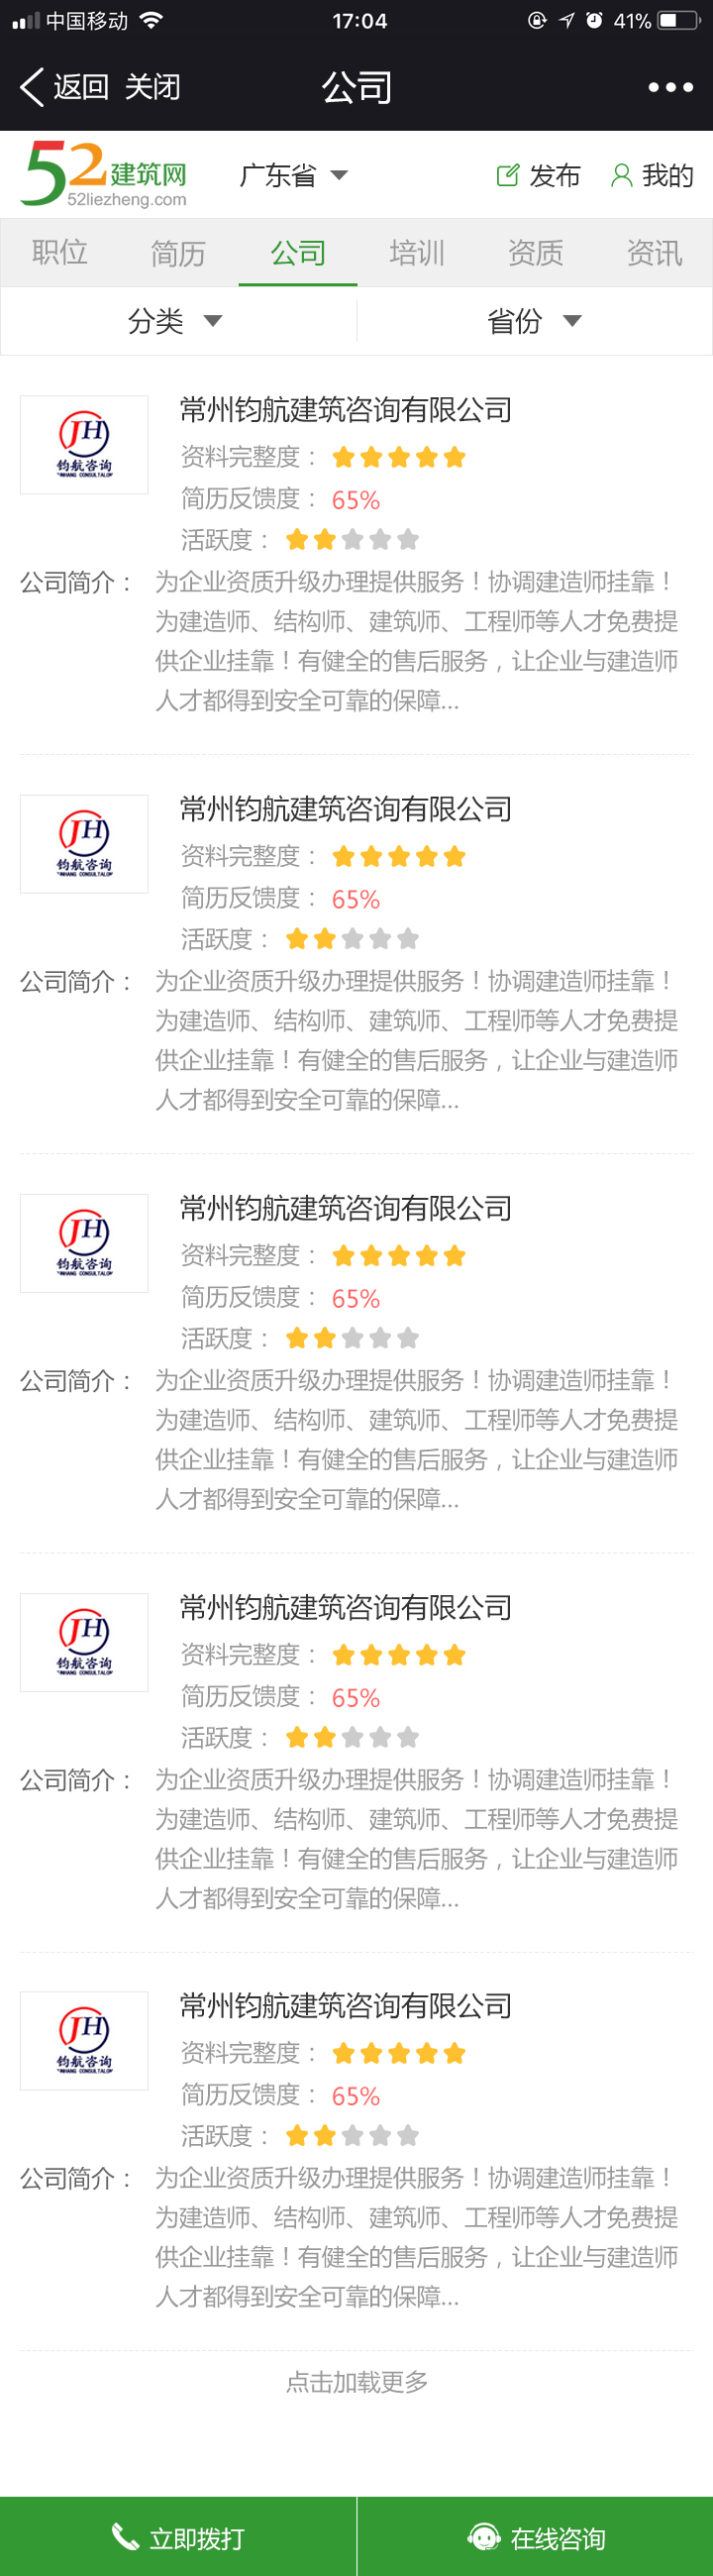 中国移动 17:04 41%
返回 关闭 公司
52建筑网 广东省 发布 我的
52liezheng.com
职位 简历 公司 培训 资质 资讯
分类 省份
常州钧航建筑咨询有限公司
JH
钧航咨询
资料完整度：
简历反馈度：65%
活跃度：
公司简介：为企业资质升级办理提供服务！协调建造师挂靠！
为建造师、结构师、建筑师、工程师等人才免费提
供企业挂靠！有健全的售后服务，让企业与建造师
人才都得到安全可靠的保障...
常州钧航建筑咨询有限公司
JH
钧航咨询
资料完整度：
简历反馈度：65%
活跃度：
公司简介：为企业资质升级办理提供服务！协调建造师挂靠！
为建造师、结构师、建筑师、工程师等人才免费提
供企业挂靠！有健全的售后服务，让企业与建造师
人才都得到安全可靠的保障...
常州钧航建筑咨询有限公司
JH
钧航咨询
资料完整度：
简历反馈度：65%
活跃度：
公司简介：为企业资质升级办理提供服务！协调建造师挂靠！
为建造师、结构师、建筑师、工程师等人才免费提
供企业挂靠！有健全的售后服务，让企业与建造师
人才都得到安全可靠的保障...
常州钧航建筑咨询有限公司
JH
钧航咨询
资料完整度：
简历反馈度：65%
活跃度：
公司简介：为企业资质升级办理提供服务！协调建造师挂靠！
为建造师、结构师、建筑师、工程师等人才免费提
供企业挂靠！有健全的售后服务，让企业与建造师
人才都得到安全可靠的保障...
常州钧航建筑咨询有限公司
JH
钧航咨询
资料完整度：
简历反馈度：65%
活跃度：
公司简介：为企业资质升级办理提供服务！协调建造师挂靠！
为建造师、结构师、建筑师、工程师等人才免费提
供企业挂靠！有健全的售后服务，让企业与建造师
人才都得到安全可靠的保障...
点击加载更多
立即拨打 在线咨询